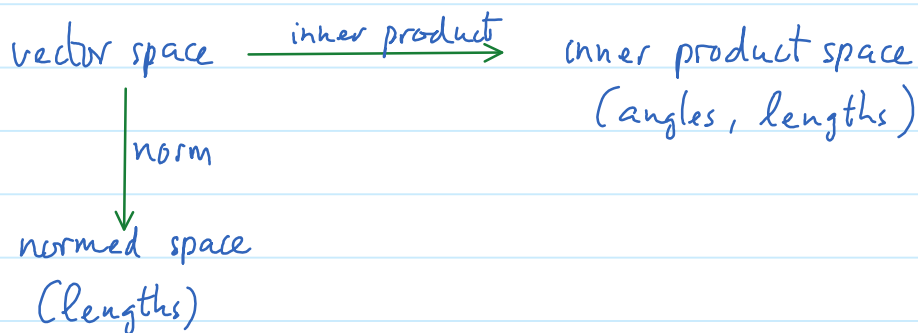 vector space inner product inner product space
(angles, lengths)
norm
normed space
(lengths)